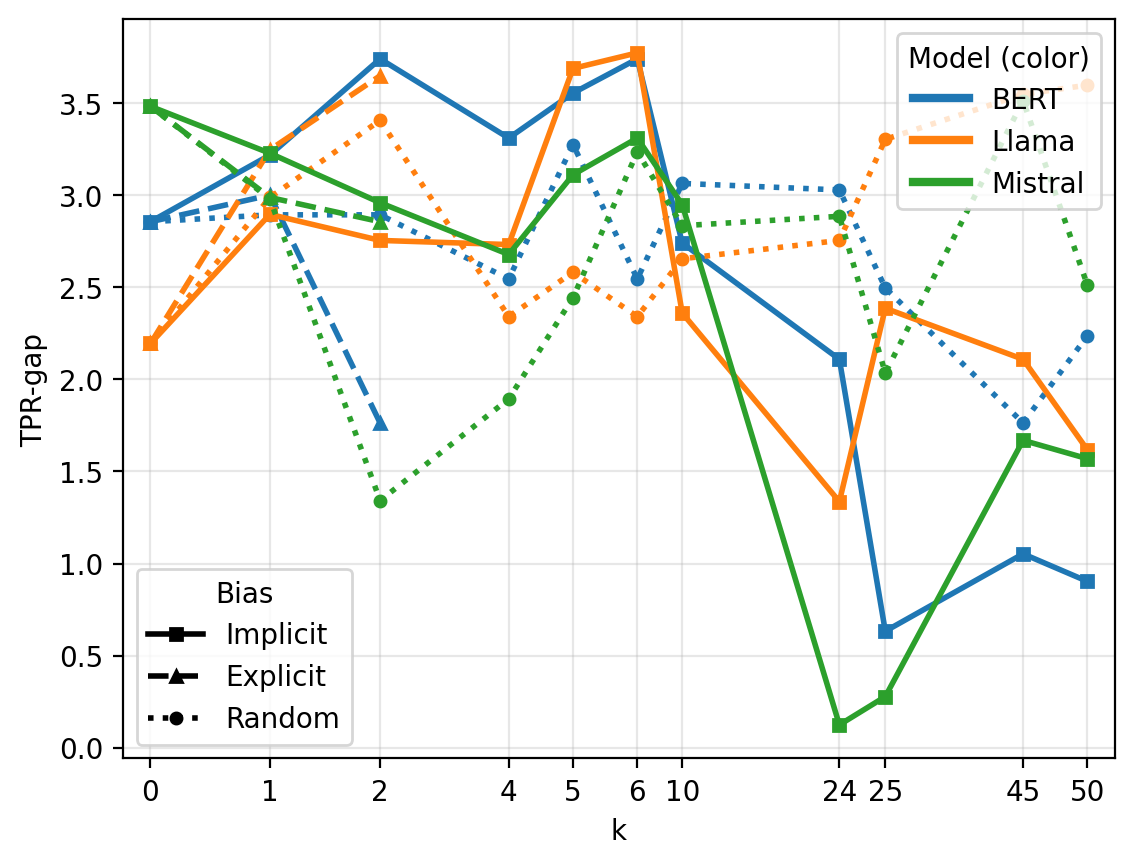 3.5
3.0
2.5
2.0
1.5
1.0
0.5
0.0
TPR-gap
Model (color)
BERT
Llama
Mistral
Bias
Implicit
Explicit
Random
0 1 2 4 5 6 10 24 25 45 50
k